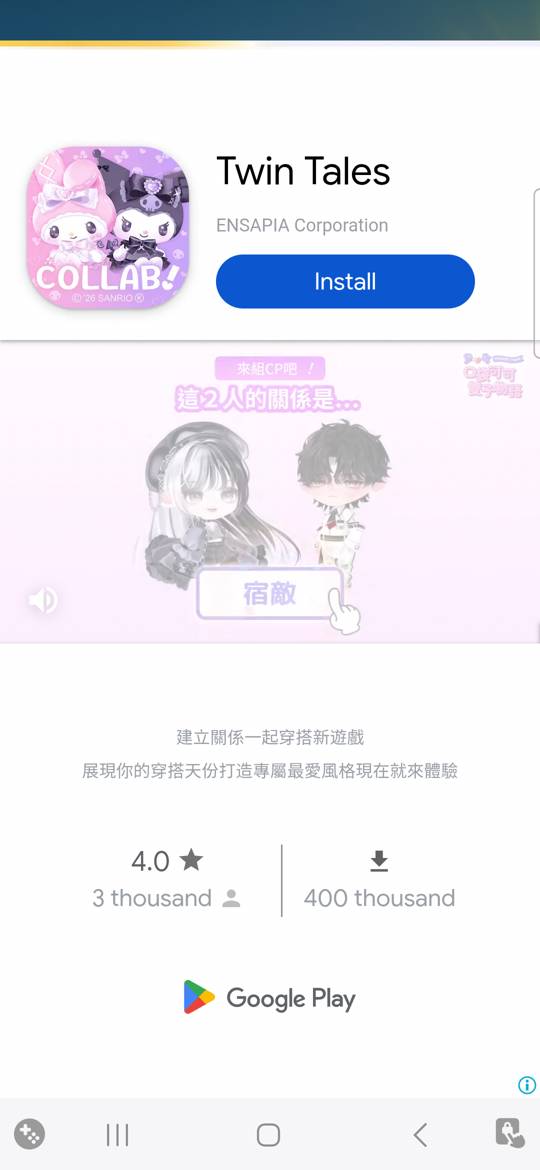 Twin Tales
ENSAPIA Corporation
COLLAB!
©'26 SANRIO ®
Install
來組CP吧 !
這2人的關係是...
宿敵
建立關係一起穿搭新遊戲
展現你的穿搭天份打造專屬最愛風格現在就來體驗
4.0
3 thousand
400 thousand
Google Play